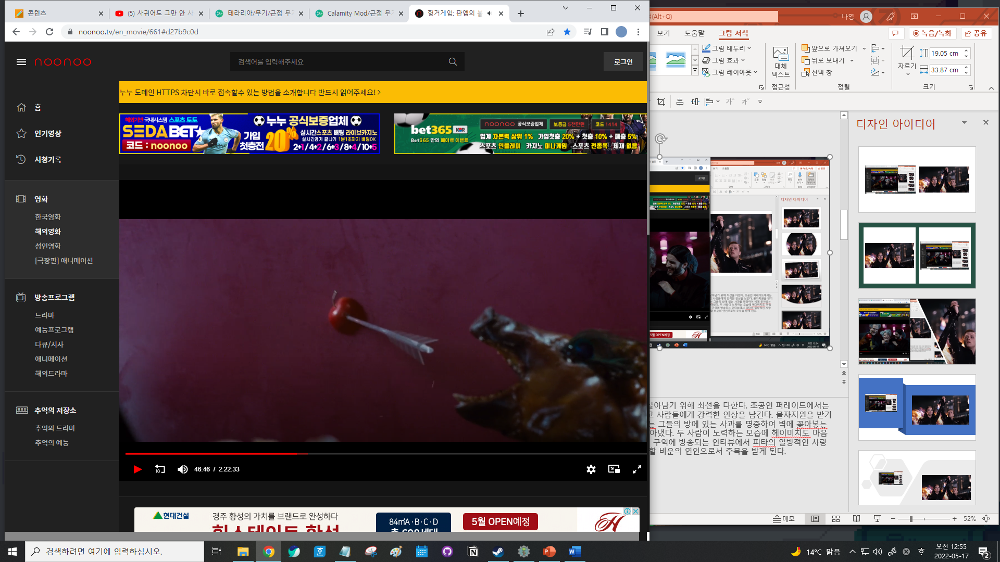 콘텐츠
(5) 사귀어도 그만 안 사
테라리아/무기/근접 무기
Calamity Mod/근접 무
헝거게임: 판엠의 불
noonoo.tv/en_movie/661#d27b9c0d
noonoo
검색어를 입력해주세요
로그인
누누 도메인 HTTPS 차단시 바로 접속할수 있는 방법을 소개합니다 반드시 읽어주세요!
해외기반 국내시스템 스포츠 토토
SEDABET
코드 : noonoo
누누 공식보증업체
가입 첫충전 20%
실시간스포츠 배팅 라이브카지노
실시간경기 끝나기 1분1초까지 배팅OK
2+1/4+2/6+3/8+4/10+5
bet365 KOR
Bet365 만의 페이백 이벤트
noonoo 공식보증업체 보증금 5천만원 코드 1414
업계 자본력 상위 1% 가입첫충 20% + 첫충 10% + 매충 5%
스포츠 인플레이 카지노 미니게임 스포츠 전종목 제재 없음
홈
인기영상
시청기록
영화
한국영화
해외영화
성인영화
[극장판] 애니메이션
방송프로그램
드라마
예능프로그램
다큐/시사
애니메이션
해외드라마
추억의 저장소
추억의 드라마
추억의 예능
10
46:46 / 2:22:33
현대건설
경주 황성의 가치를 브랜드로 완성하다
힐스테이트 황성
84㎡A·B·C·D
5월 OPEN예정
(Alt+Q)
나영
보기
도움말
그림 서식
녹음/녹화
공유
그림 테두리
그림 효과
그림 레이아웃
대체
텍스트
접근성
앞으로 가져오기
뒤로 보내기
선택 창
정렬
자르기
19.05 cm
33.87 cm
크기
가
가
디자인 아이디어
디자인 아이디어
살아남기 위해 최선을 다한다. 조공인 퍼레이드에서는
사람들에게 강력한 인상을 남긴다. 물자지원을 받기
그들의 방에 있는 사과를 명중하여 벽에 꽂아넣는
아냈다. 두 사람이 노력하는 모습에 헤이미치도 마음
구역에 방송되는 인터뷰에서 피타의 일방적인 사랑
할 비운의 연인으로서 주목을 받게 된다.
메모
52%
검색하려면 여기에 입력하십시오.
14°C 맑음
오전 12:55
2022-05-17
2